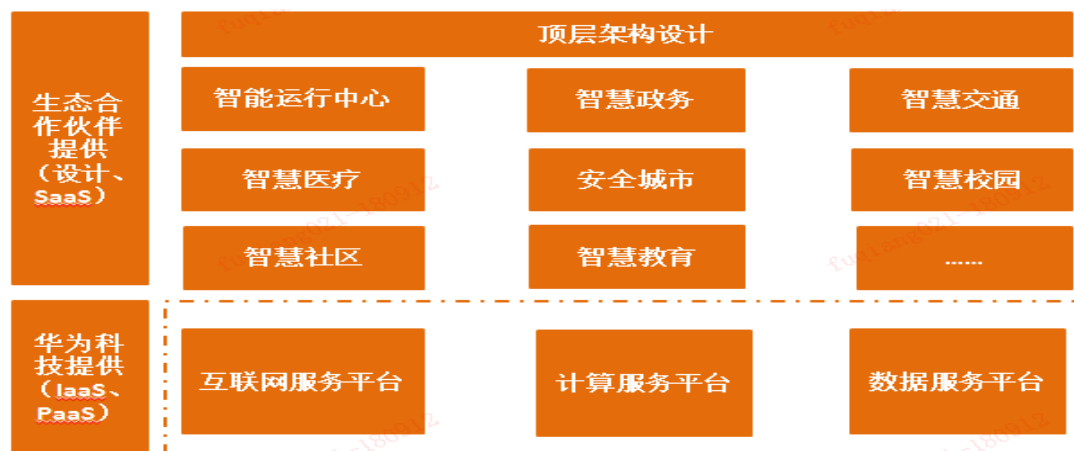 顶层架构设计
生态合
作伙伴
提供
（设计、
SaaS）
智能运行中心
智慧政务
智慧交通
智慧医疗
安全城市
智慧校园
智慧社区
智慧教育
......
华为科
技提供
（IaaS、
PaaS）
互联网服务平台
计算服务平台
数据服务平台
fuqiang021-180912
fuqiang021-180912